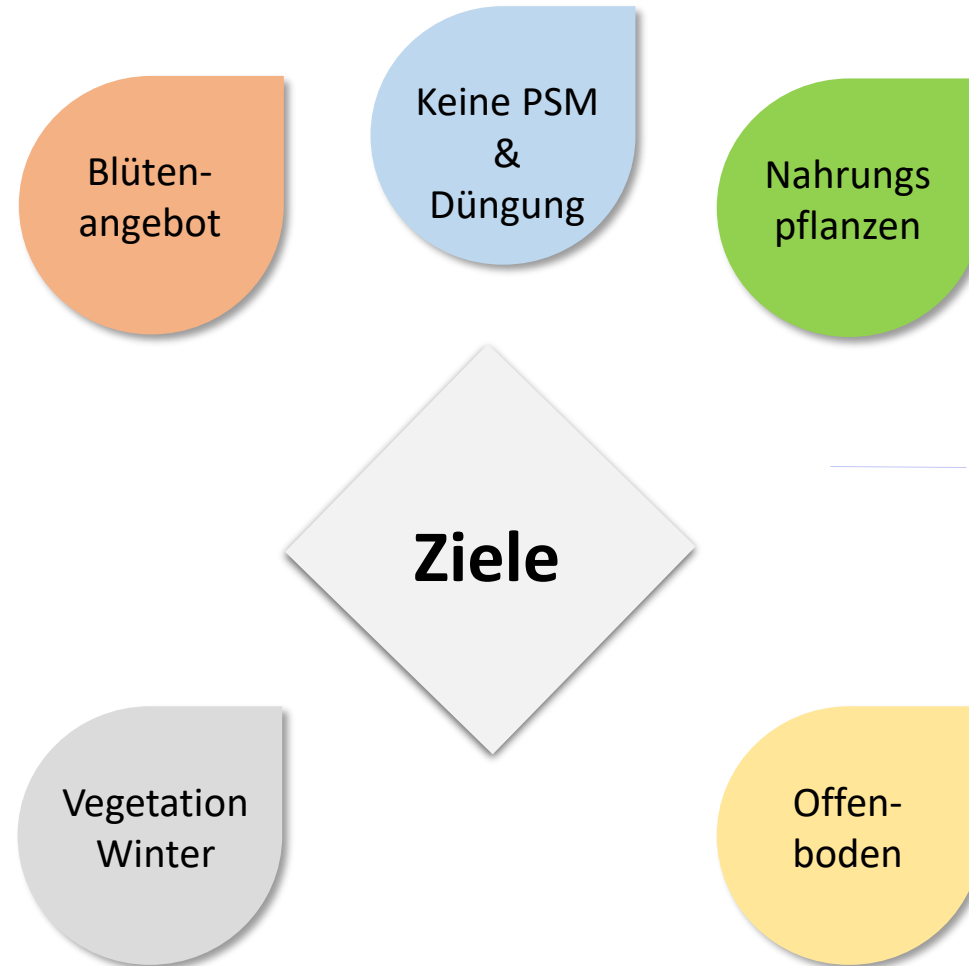 Blüten-
angebot
Keine PSM
&
Düngung
Nahrungs
pflanzen
Ziele
Vegetation
Winter
Offen-
boden